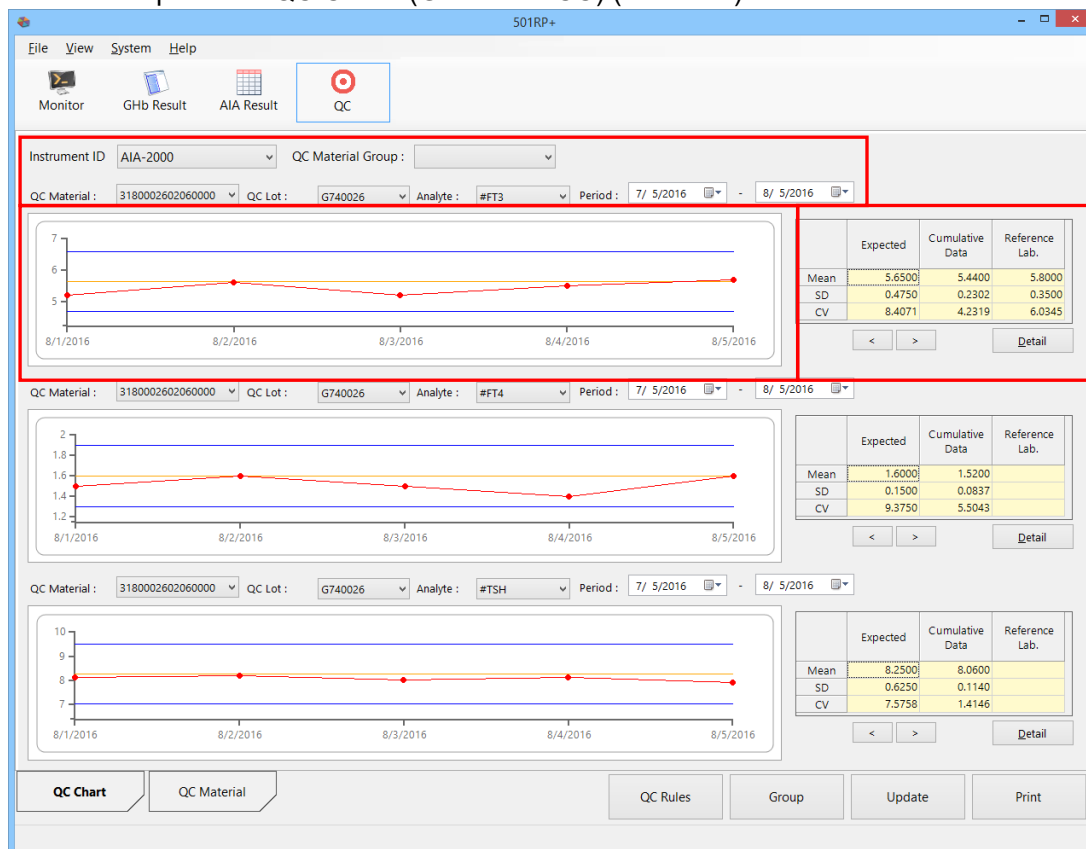 501RP+
File View System Help
Monitor GHb Result AIA Result QC
Instrument ID AIA-2000 QC Material Group :
QC Material : 3180002602060000 QC Lot : G740026 Analyte : #FT3 Period : 7/ 5/2016 - 8/ 5/2016
7
6
5
8/1/2016 8/2/2016 8/3/2016 8/4/2016 8/5/2016
Expected Cumulative Data Reference Lab.
Mean 5.6500 5.4400 5.8000
SD 0.4750 0.2302 0.3500
CV 8.4071 4.2319 6.0345
< > Detail
QC Material : 3180002602060000 QC Lot : G740026 Analyte : #FT4 Period : 7/ 5/2016 - 8/ 5/2016
2
1.8
1.6
1.4
1.2
8/1/2016 8/2/2016 8/3/2016 8/4/2016 8/5/2016
Expected Cumulative Data Reference Lab.
Mean 1.6000 1.5200
SD 0.1500 0.0837
CV 9.3750 5.5043
< > Detail
QC Material : 3180002602060000 QC Lot : G740026 Analyte : #TSH Period : 7/ 5/2016 - 8/ 5/2016
10
9
8
7
8/1/2016 8/2/2016 8/3/2016 8/4/2016 8/5/2016
Expected Cumulative Data Reference Lab.
Mean 8.2500 8.0600
SD 0.6250 0.1140
CV 7.5758 1.4146
< > Detail
QC Chart QC Material QC Rules Group Update Print